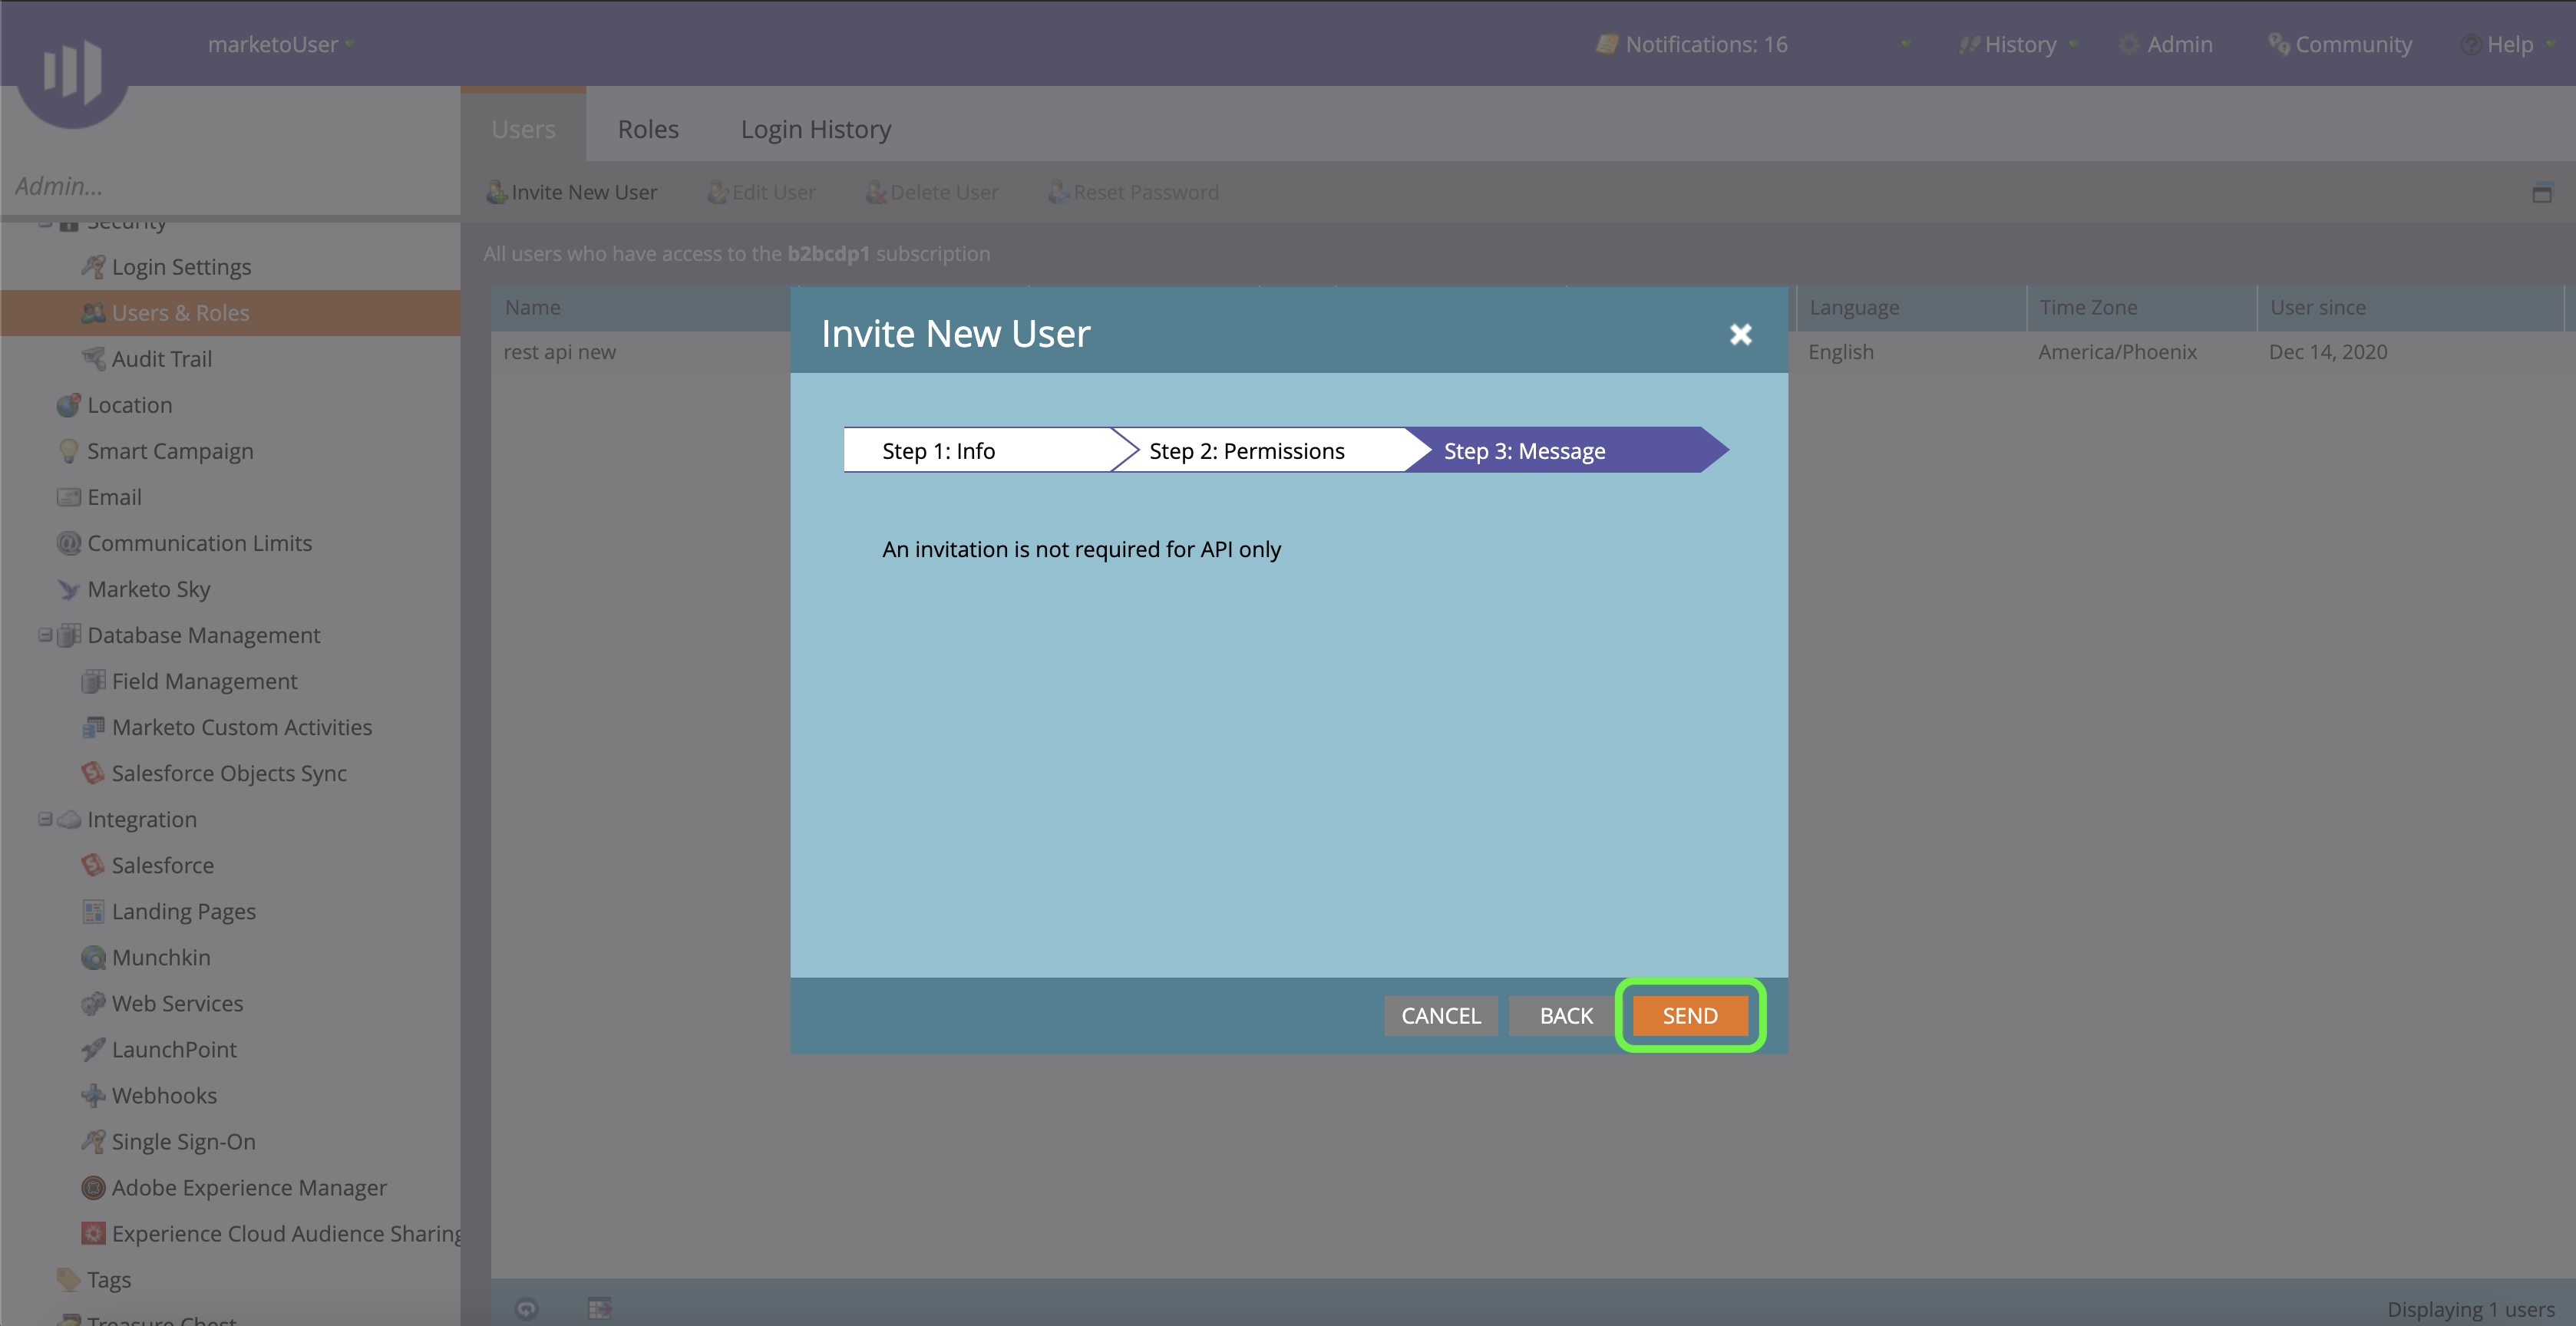 marketoUser
Notifications: 16
History
Admin
Community
Help
Users
Roles
Login History
Admin...
Invite New User
Edit User
Delete User
Reset Password
All users who have access to the b2bcdp1 subscription
Security
Login Settings
Users & Roles
Audit Trail
Location
Smart Campaign
Email
Communication Limits
Marketo Sky
Database Management
Field Management
Marketo Custom Activities
Salesforce Objects Sync
Integration
Salesforce
Landing Pages
Munchkin
Web Services
LaunchPoint
Webhooks
Single Sign-On
Adobe Experience Manager
Experience Cloud Audience Sharing
Tags
Treasure Chest
Name
Language
Time Zone
User since
rest api new
English
America/Phoenix
Dec 14, 2020
Invite New User
Step 1: Info
Step 2: Permissions
Step 3: Message
An invitation is not required for API only
CANCEL
BACK
SEND
Displaying 1 users